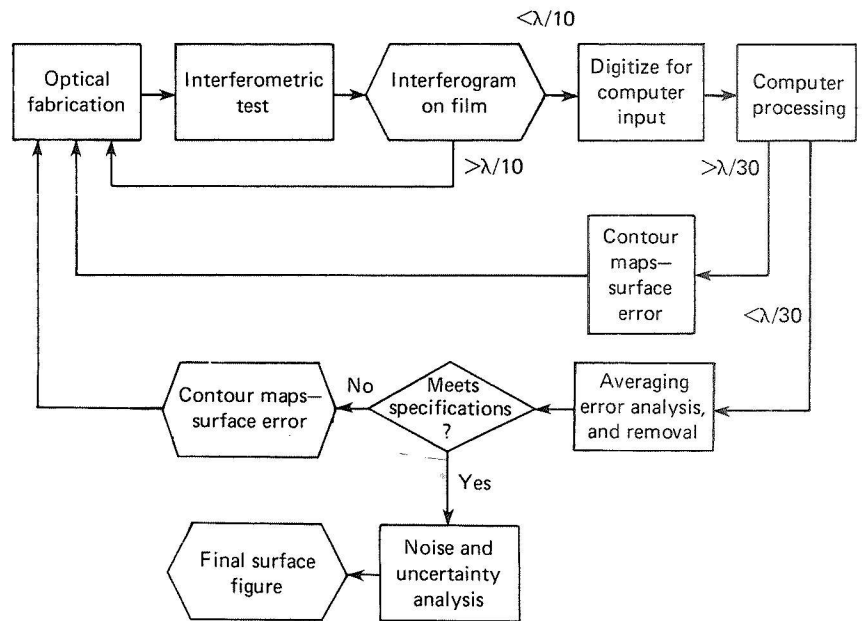 <λ/10
Optical
fabrication
Interferometric
test
Interferogram
on film
Digitize for
computer
input
Computer
processing
>λ/10
>λ/30
Contour
maps—
surface
error
<λ/30
Contour maps—
surface error
No
Meets
specifications
?
Averaging
error analysis,
and removal
Yes
Final surface
figure
Noise and
uncertainty
analysis